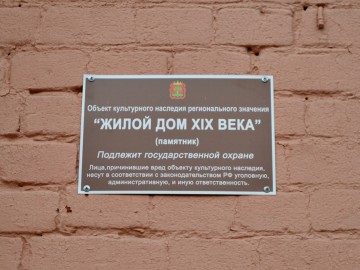 Объект культурного наследия регионального значения
“ЖИЛОЙ ДОМ XIX ВЕКА”
(памятник)
Подлежит государственной охране
Лица,причинившие вред объекту культурного наследия,
несут в соответствии с законодательством РФ уголовную,
административную, и иную ответственность.